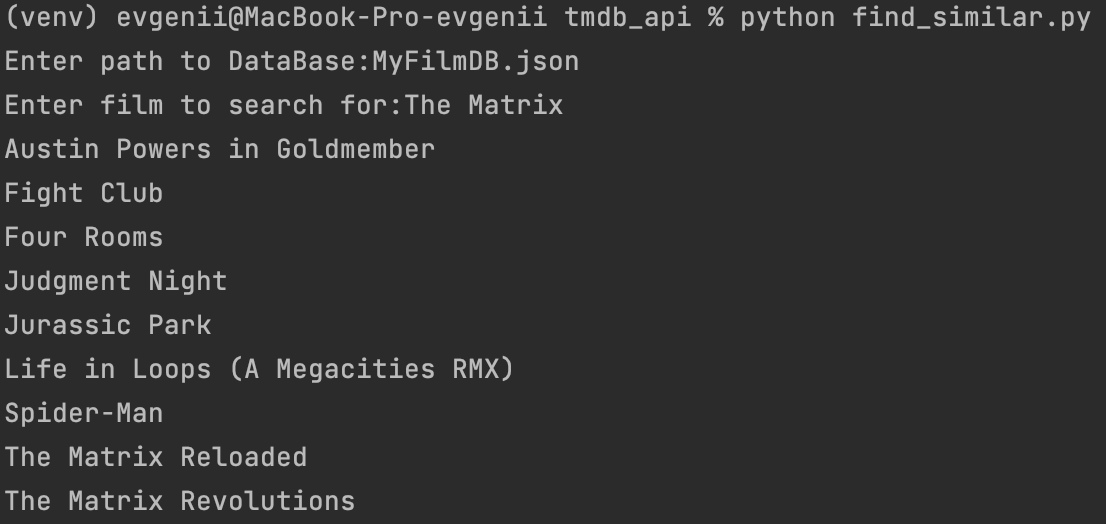 (venv) evgenii@MacBook-Pro-evgenii tmdb_api % python find_similar.py
Enter path to DataBase:MyFilmDB.json
Enter film to search for:The Matrix
Austin Powers in Goldmember
Fight Club
Four Rooms
Judgment Night
Jurassic Park
Life in Loops (A Megacities RMX)
Spider-Man
The Matrix Reloaded
The Matrix Revolutions